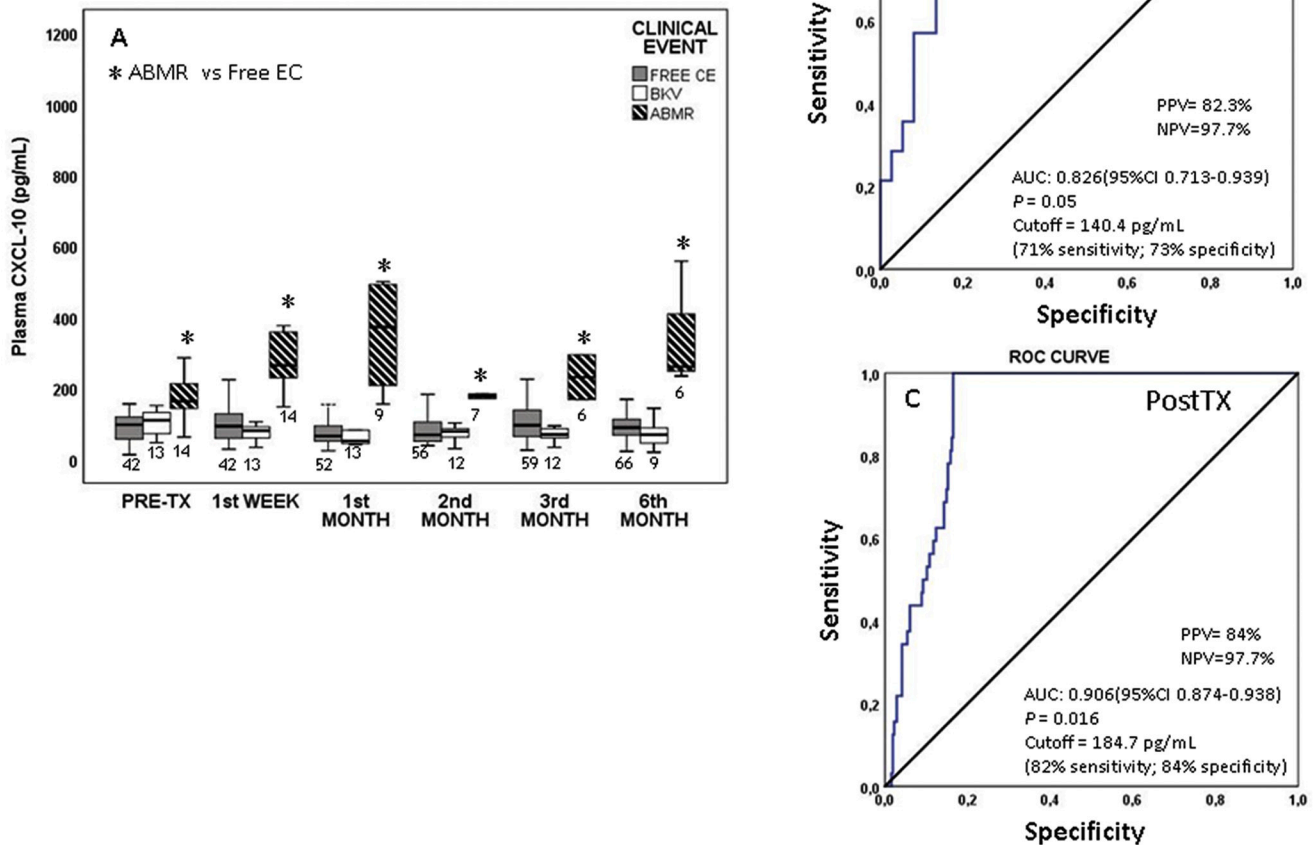 A
* ABMR vs Free EC
CLINICAL
EVENT
FREE CE
BKV
ABMR
Plasma CXCL-10 (pg/mL)
1200
1000
800
600
400
200
0
*
*
*
*
*
*
42
13
14
42
13
14
52
13
9
56
12
7
59
12
6
66
9
6
PRE-TX
1st WEEK
1st
MONTH
2nd
MONTH
3rd
MONTH
6th
MONTH
Sensitivity
0,6
0,4
0,2
0,0
PPV= 82.3%
NPV=97.7%
AUC: 0.826(95%CI 0.713-0.939)
P = 0.05
Cutoff = 140.4 pg/mL
(71% sensitivity; 73% specificity)
0,0 0,2 0,4 0,6 0,8 1,0
Specificity
ROC CURVE
C
PostTX
Sensitivity
1,0
0,8
0,6
0,4
0,2
0,0
PPV= 84%
NPV=97.7%
AUC: 0.906(95%CI 0.874-0.938)
P = 0.016
Cutoff = 184.7 pg/mL
(82% sensitivity; 84% specificity)
0,0 0,2 0,4 0,6 0,8 1,0
Specificity